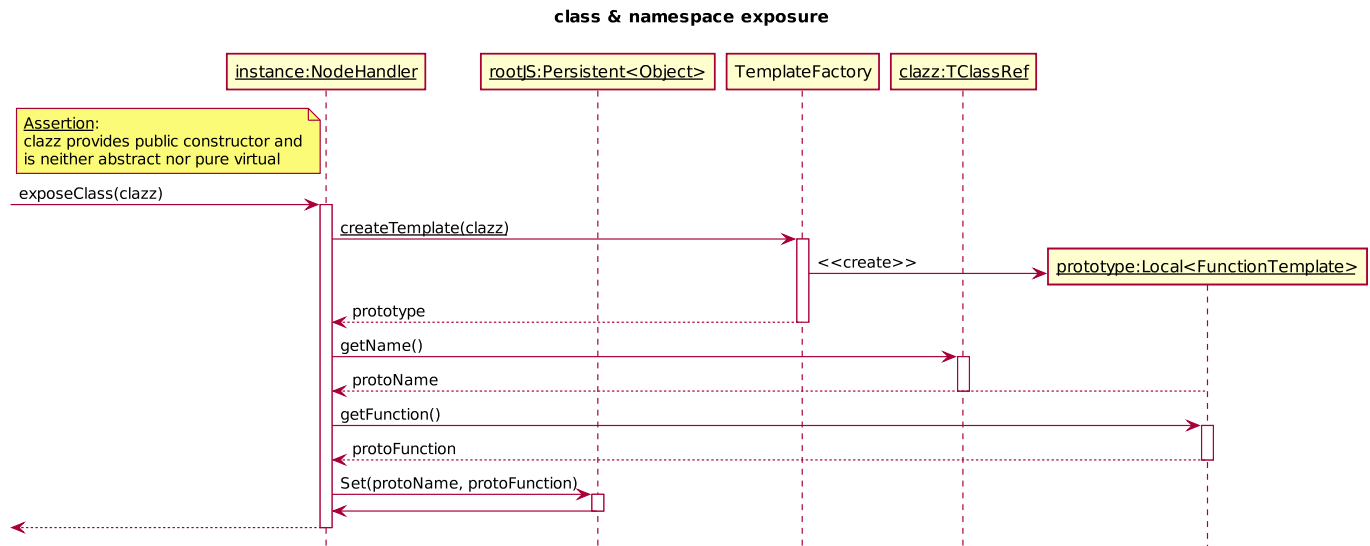 class & namespace exposure
instance:NodeHandler
rootJS:Persistent<Object>
TemplateFactory
clazz:TClassRef
Assertion:
clazz provides public constructor and
is neither abstract nor pure virtual
exposeClass(clazz)
createTemplate(clazz)
<<create>>
prototype:Local<FunctionTemplate>
prototype
getName()
protoName
getFunction()
protoFunction
Set(protoName, protoFunction)